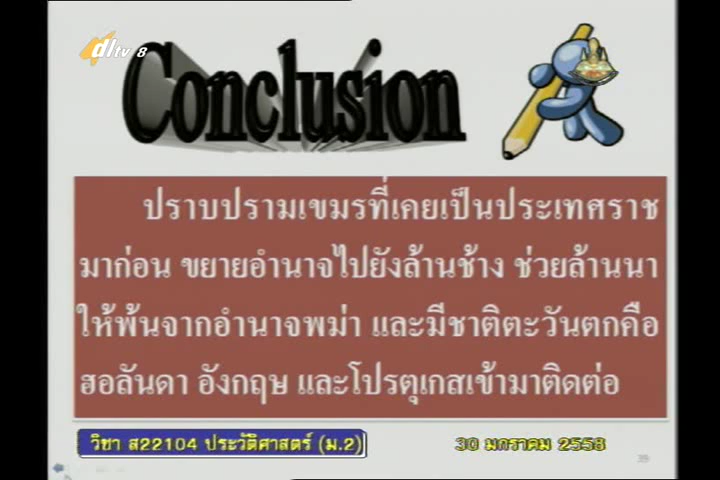 dltv 8
Conclusion
ปราบปรามเขมรที่เคยเป็นประเทศราช
มาก่อน ขยายอำนาจไปยังล้านช้าง ช่วยล้านนา
ให้พ้นจากอำนาจพม่า และมีชาติตะวันตกคือ
ฮอลันดา อังกฤษ และโปรตุเกสเข้ามาติดต่อ
วิชา ส22104 ประวัติศาสตร์ (ม.2)
30 มกราคม 2558
39